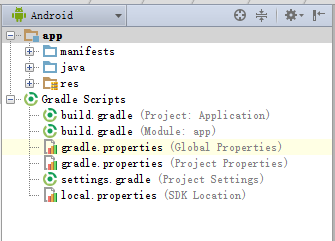 Android
app
manifests
java
res
Gradle Scripts
build.gradle (Project: Application)
build.gradle (Module: app)
gradle.properties (Global Properties)
gradle.properties (Project Properties)
settings.gradle (Project Settings)
local.properties (SDK Location)